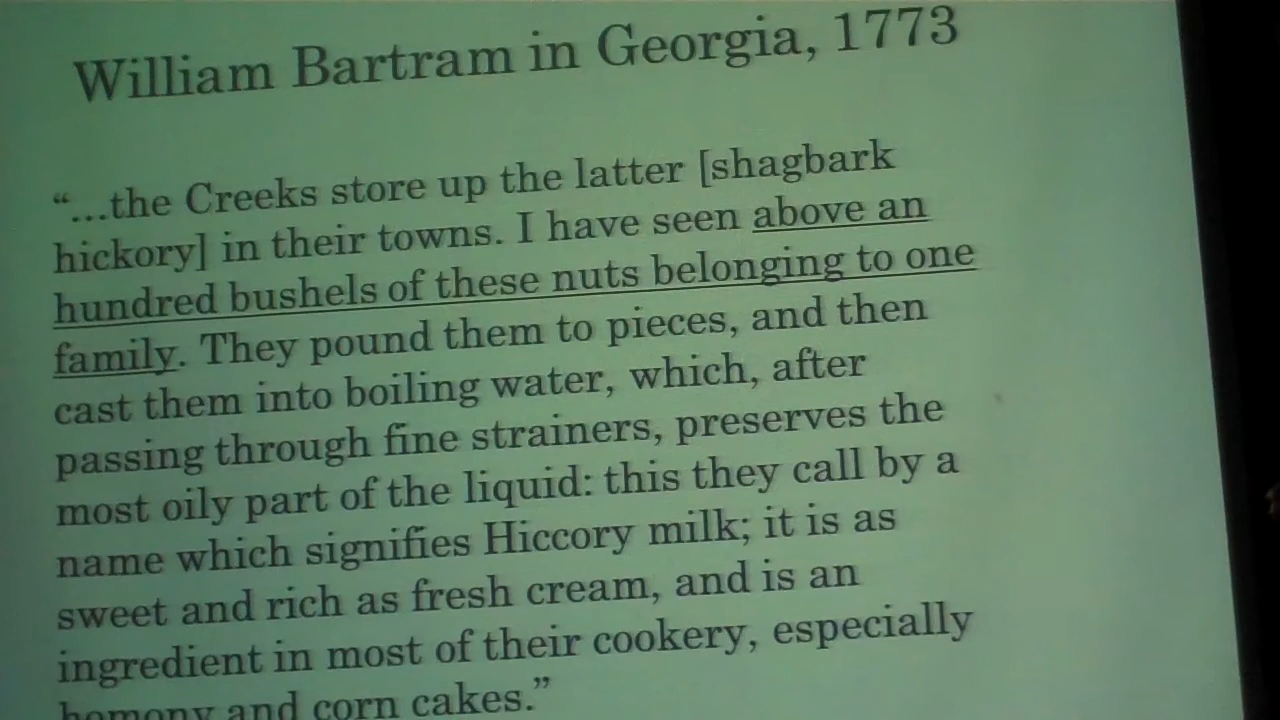 William Bartram in Georgia, 1773
“...the Creeks store up the latter [shagbark
hickory] in their towns. I have seen above an
hundred bushels of these nuts belonging to one
family. They pound them to pieces, and then
cast them into boiling water, which, after
passing through fine strainers, preserves the
most oily part of the liquid: this they call by a
name which signifies Hiccory milk; it is as
sweet and rich as fresh cream, and is an
ingredient in most of their cookery, especially
homony and corn cakes.”